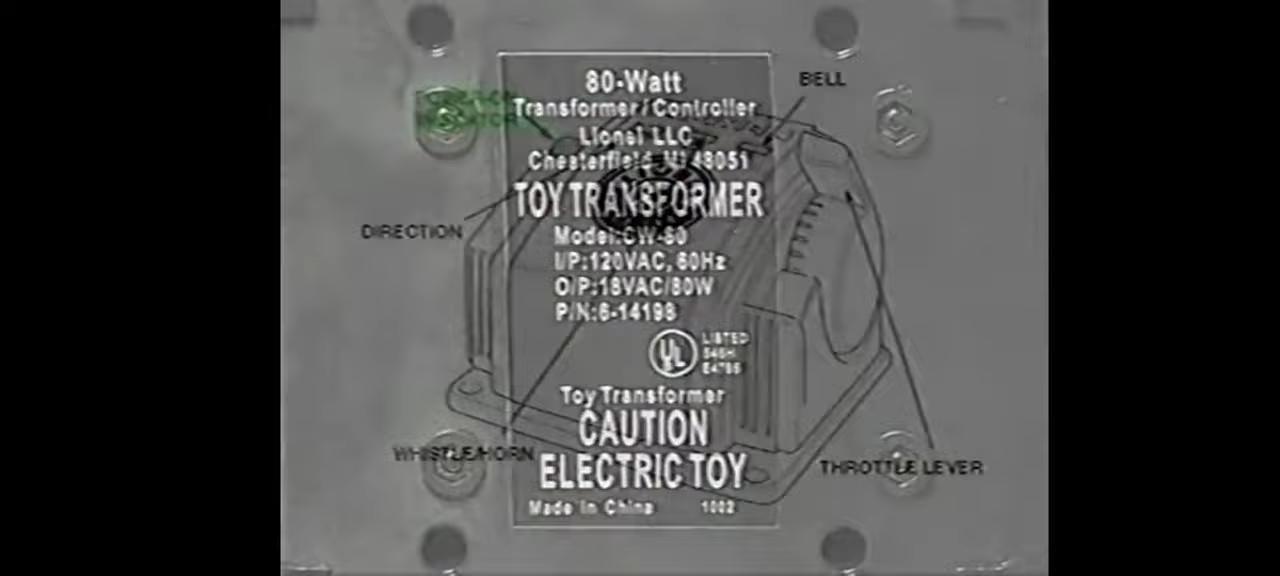 80-Watt
BELL
Transformer/Controller
Lionel LLC
Chesterfield MI 48051
TOY TRANSFORMER
DIRECTION
Model:CW-80
I/P:120VAC, 60Hz
O/P:18VAC/80W
P/N:6-14198
UL
LISTED
Toy Transformer
CAUTION
WHISTLE/HORN
ELECTRIC TOY
THROTTLE LEVER
Made in China 1002